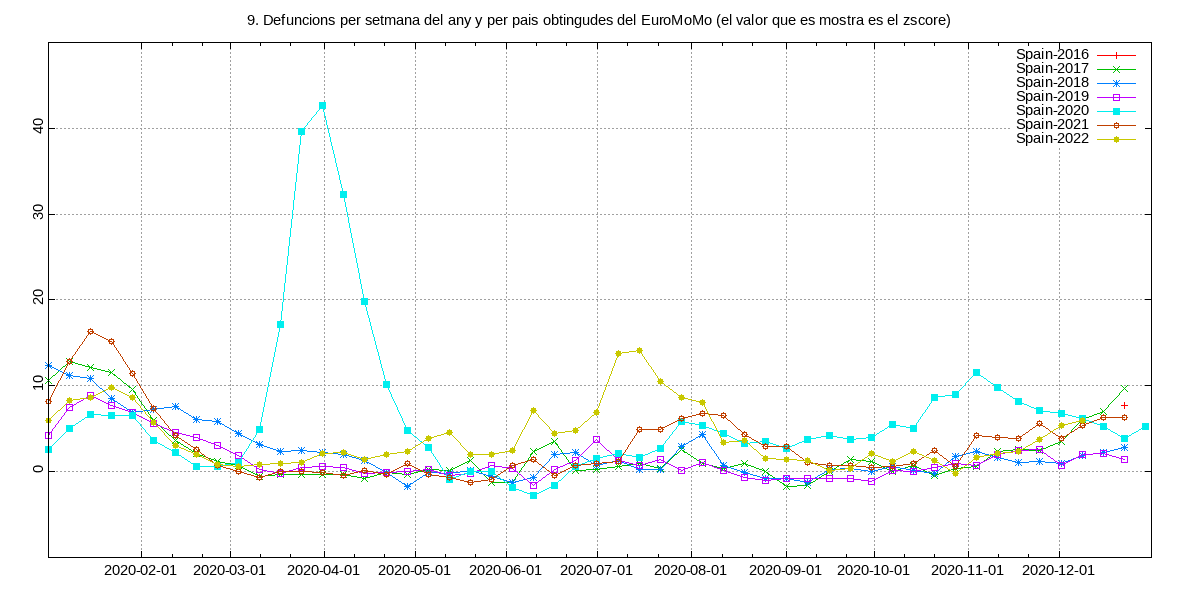 9. Defuncions per setmana del any y per pais obtingudes del EuroMoMo (el valor que es mostra es el zscore)
Spain-2016
Spain-2017
Spain-2018
Spain-2019
Spain-2020
Spain-2021
Spain-2022
40
30
20
10
0
2020-02-01 2020-03-01 2020-04-01 2020-05-01 2020-06-01 2020-07-01 2020-08-01 2020-09-01 2020-10-01 2020-11-01 2020-12-01